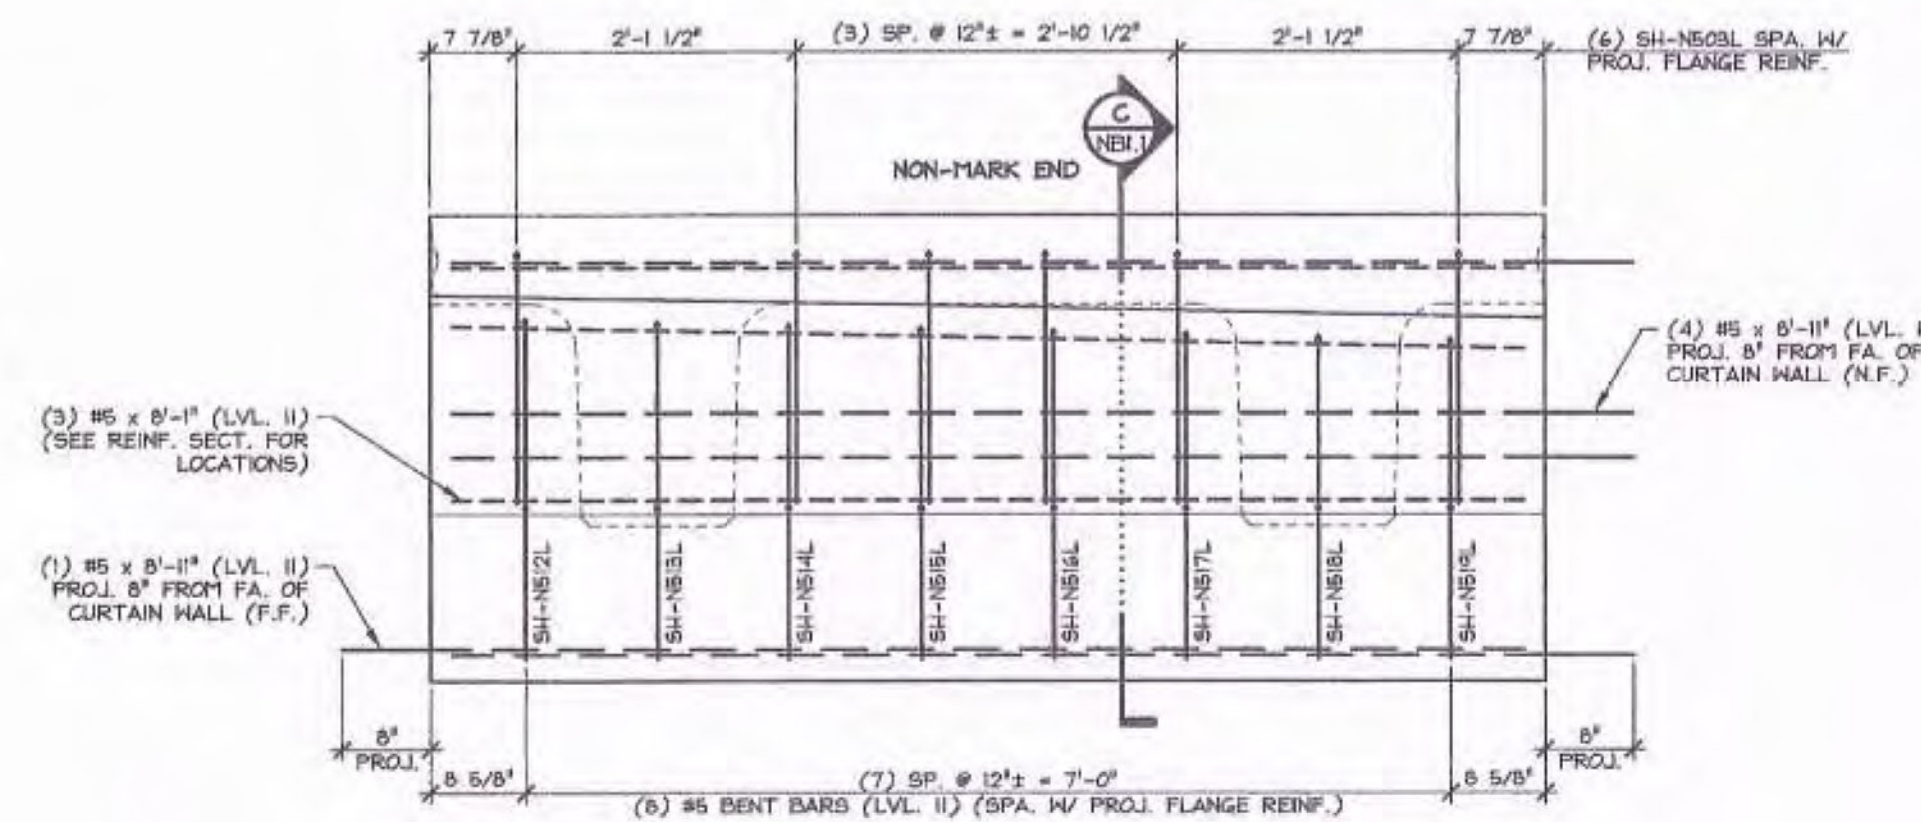 7 7/8"
2'-1 1/2"
(3) SP. @ 12"± = 2'-10 1/2"
2'-1 1/2"
7 7/8"
(6) SH-N503L SPA. W/
PROJ. FLANGE REINF.
C
NB1.1
NON-MARK END
(4) #5 x 8'-11" (LVL.
PROJ. 8" FROM FA. OF
CURTAIN WALL (N.F.)
(3) #5 x 8'-1" (LVL. II)
(SEE REINF. SECT. FOR
LOCATIONS)
(1) #5 x 8'-11" (LVL. II)
PROJ. 8" FROM FA. OF
CURTAIN WALL (F.F.)
SH-N512L
SH-N513L
SH-N514L
SH-N515L
SH-N516L
SH-N517L
SH-N518L
SH-N519L
8"
PROJ.
8"
PROJ.
8 5/8"
(7) SP. @ 12"± = 7'-0"
8 5/8"
(8) #5 BENT BARS (LVL. II) (SPA. W/ PROJ. FLANGE REINF.)